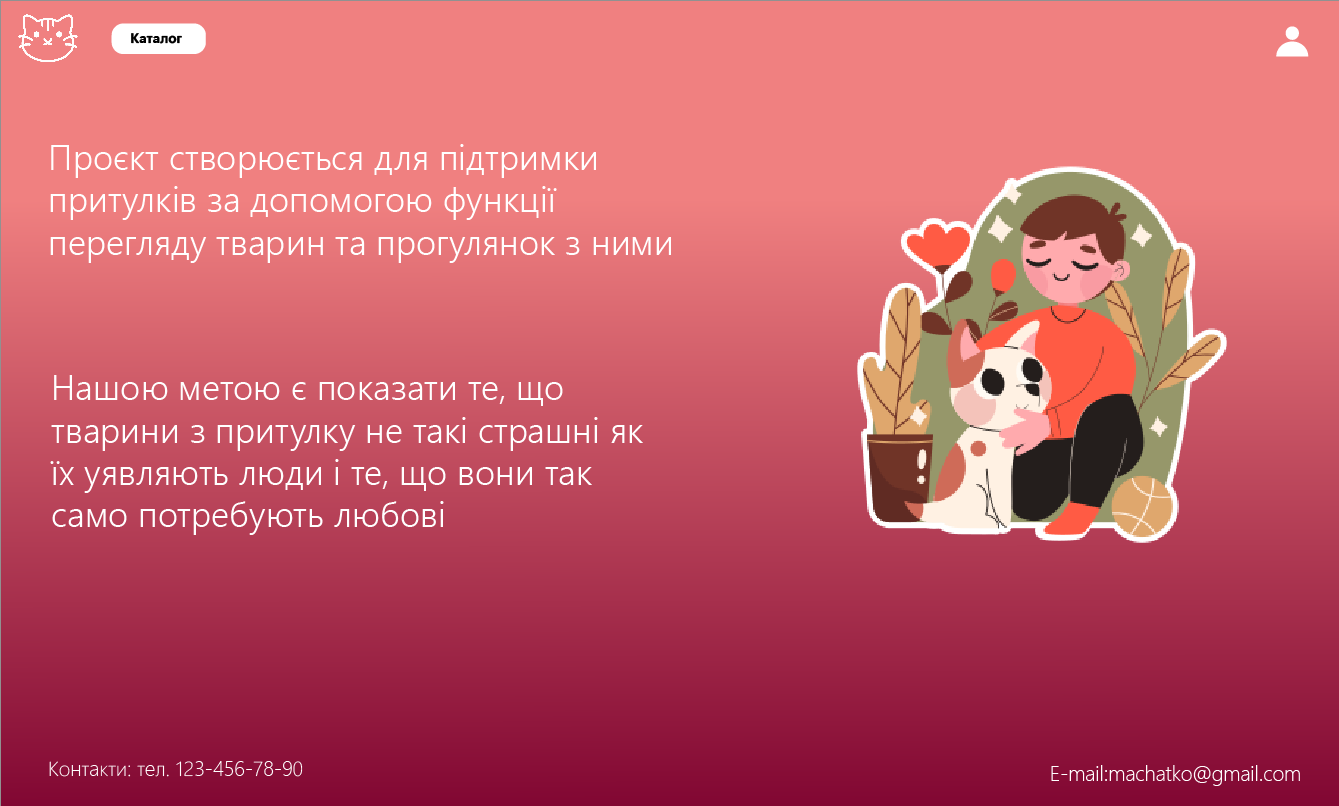 Каталог
Проєкт створюється для підтримки
притулків за допомогою функції
перегляду тварин та прогулянок з ними
Нашою метою є показати те, що
тварини з притулку не такі страшні як
їх уявляють люди і те, що вони так
само потребують любові
Контакти: тел. 123-456-78-90
E-mail:machatko@gmail.com